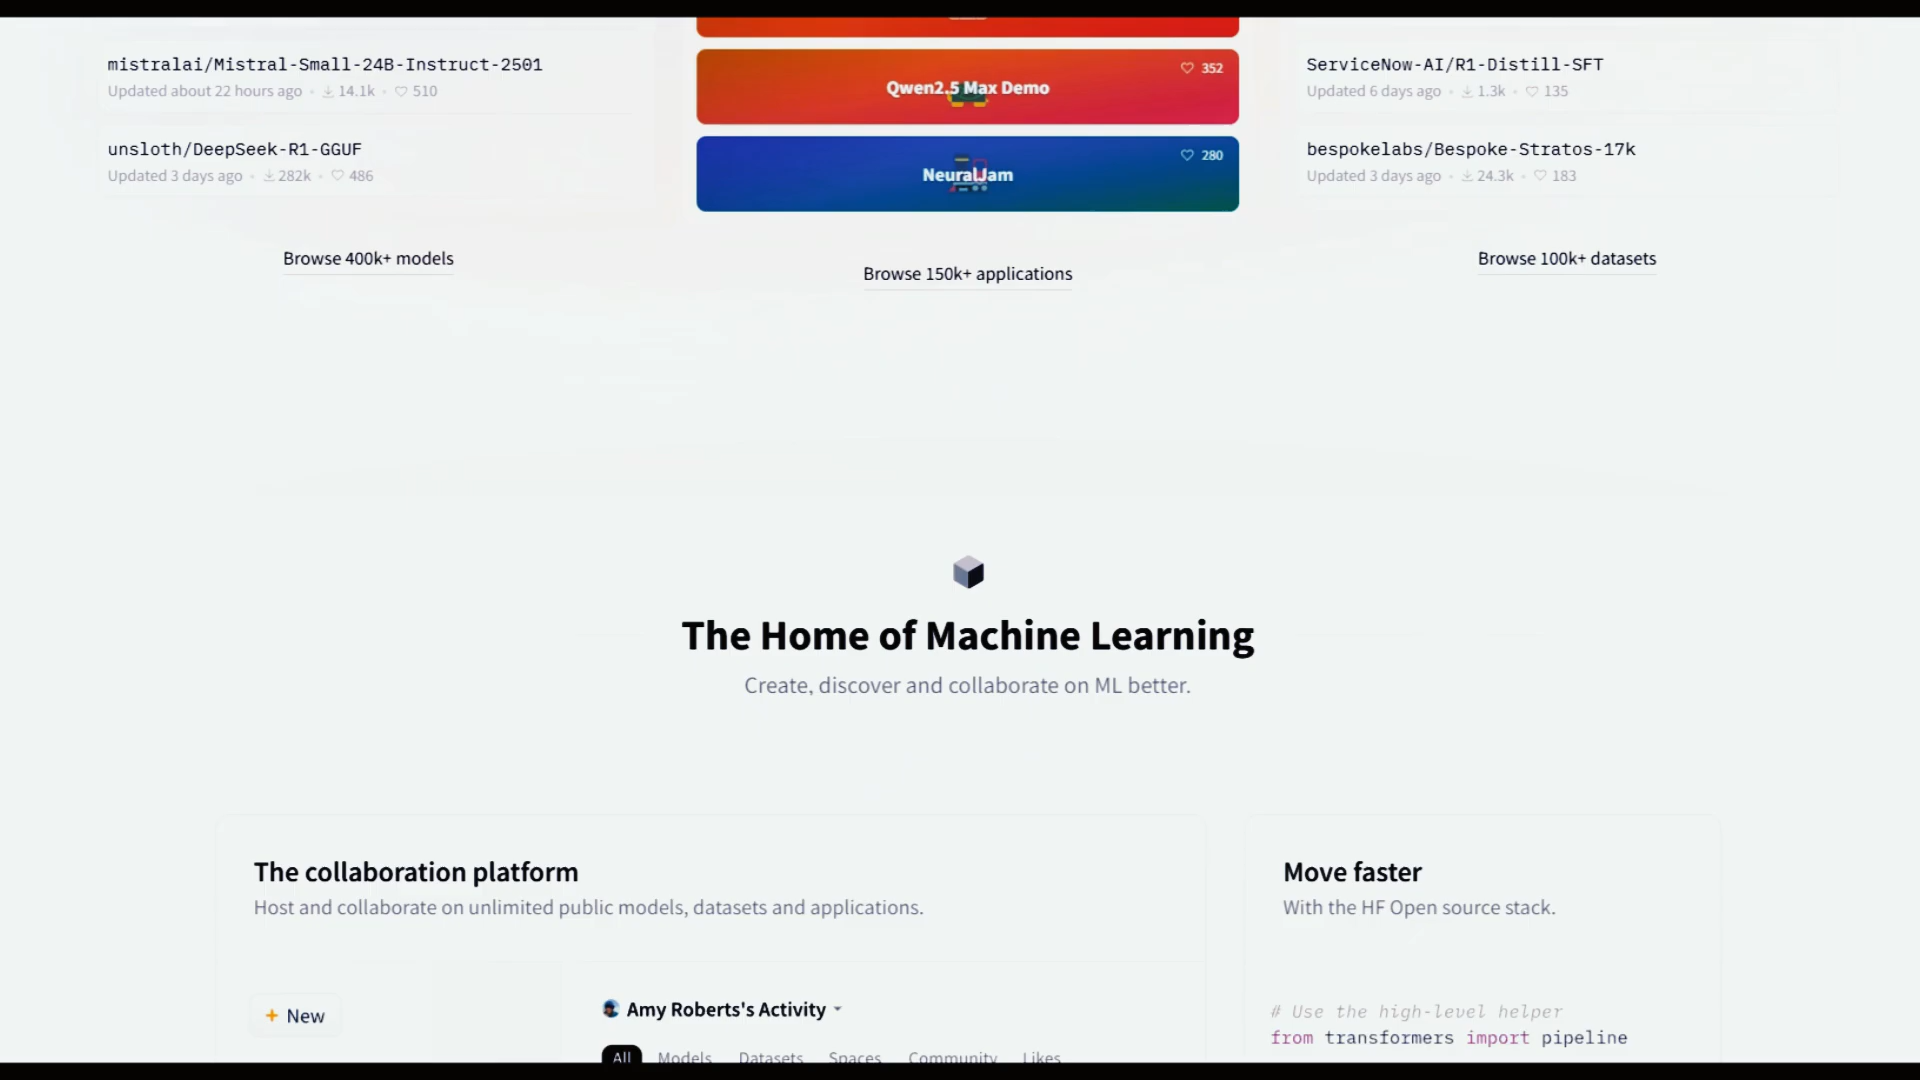 mistralai/Mistral-Small-24B-Instruct-2501
Updated about 22 hours ago • 14.1k • 510
unsloth/DeepSeek-R1-GGUF
Updated 3 days ago • 282k • 486
Browse 400k+ models
352
Qwen2.5 Max Demo
280
NeuralJam
Browse 150k+ applications
ServiceNow-AI/R1-Distill-SFT
Updated 6 days ago • 1.3k • 135
bespokelabs/Bespoke-Stratos-17k
Updated 3 days ago • 24.3k • 183
Browse 100k+ datasets
The Home of Machine Learning
Create, discover and collaborate on ML better.
The collaboration platform
Host and collaborate on unlimited public models, datasets and applications.
+ New
Amy Roberts's Activity
All Models Datasets Spaces Community Likes
Move faster
With the HF Open source stack.
# Use the high-level helper
from transformers import pipeline